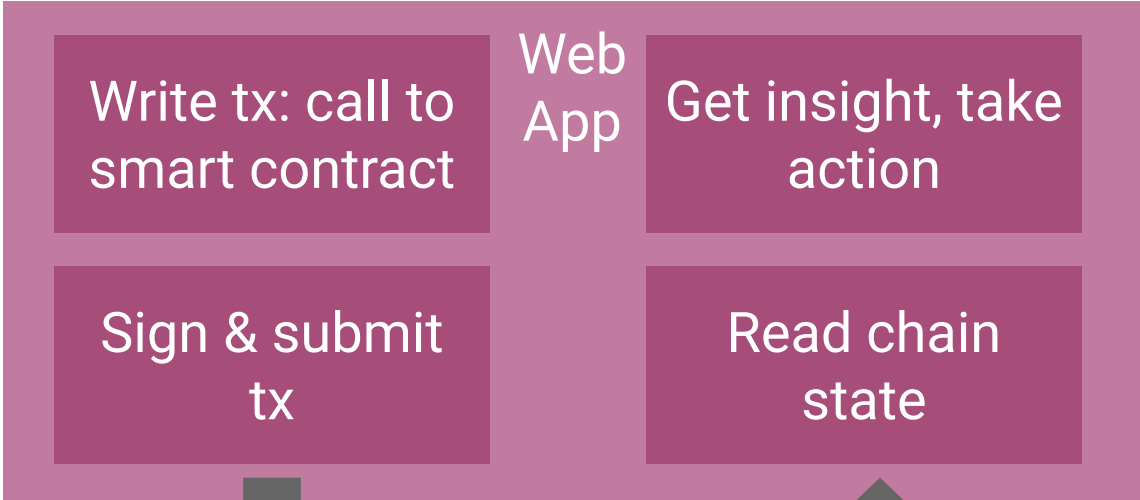 Write tx: call to
smart contract
Web
App
Get insight, take
action
Sign & submit
tx
Read chain
state